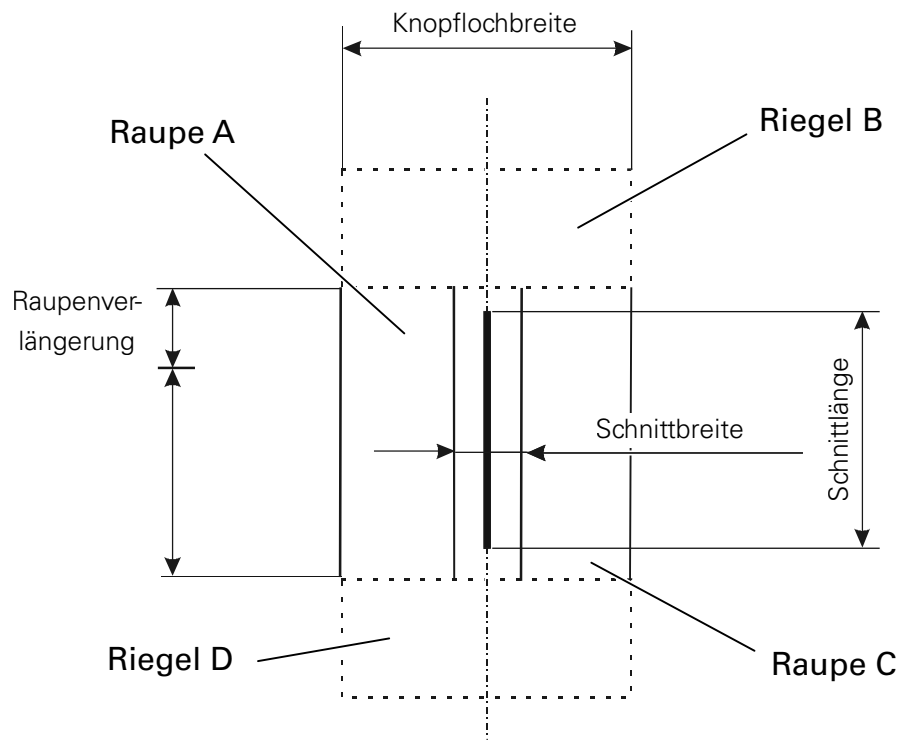 Knopflochbreite
Raupe A
Riegel B
Raupenver-
längerung
Schnittbreite
Schnittlänge
Riegel D
Raupe C